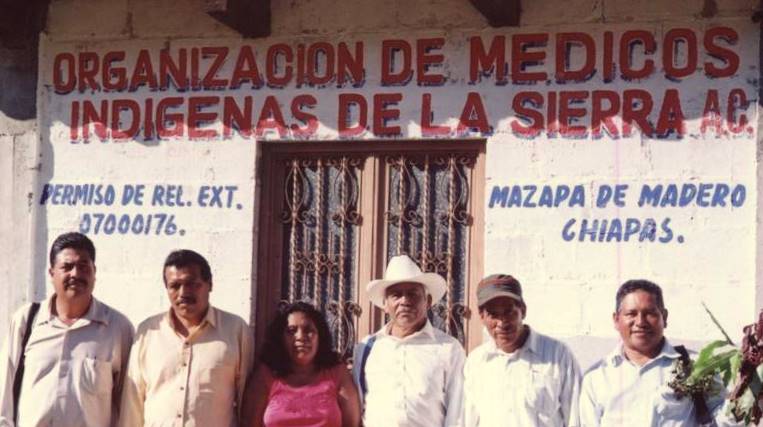 ORGANIZACION DE MEDICOS
INDIGENAS DE LA SIERRA A.C.
PERMISO DE REL. EXT.
07000176.
MAZAPA DE MADERO
CHIAPAS.